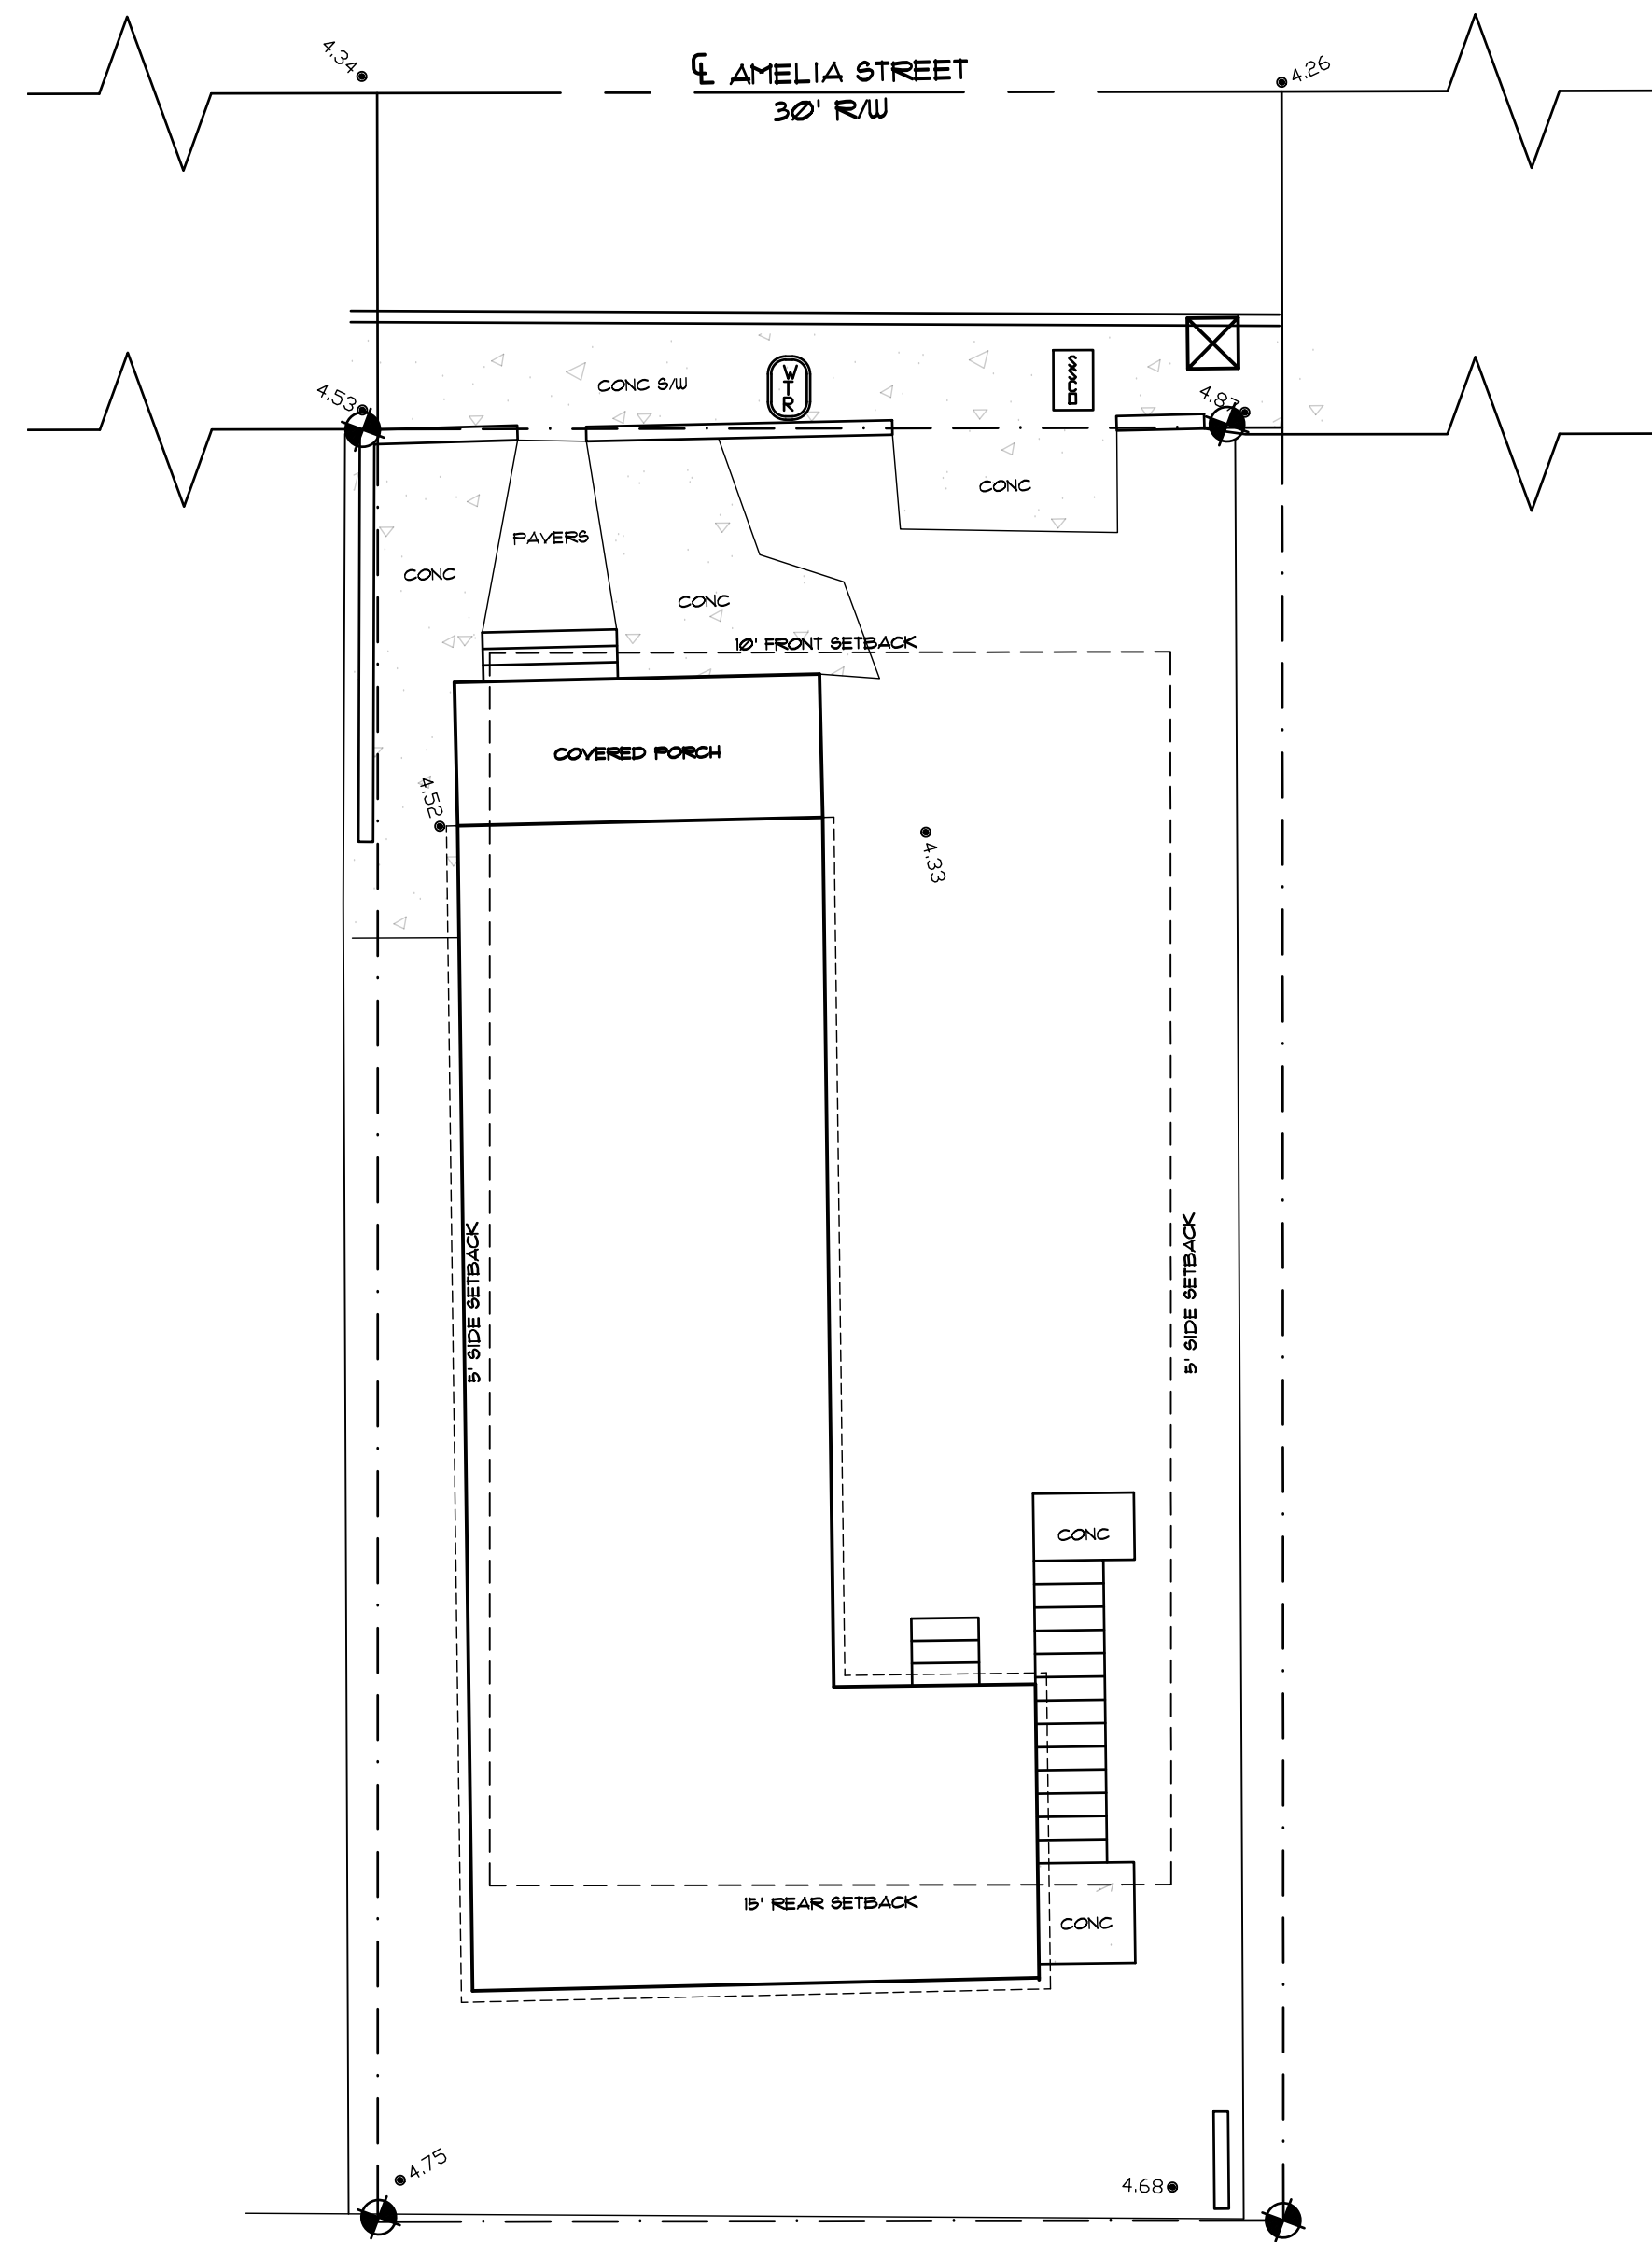 4.34
℄ AMELIA STREET
4.26
30' R/W
CONC S/W
WTR
4.53
4.87
CONC
PAVERS
CONC
CONC
10' FRONT SETBACK
COVERED PORCH
4.52
4.33
5' SIDE SETBACK
5' SIDE SETBACK
CONC
15' REAR SETBACK
CONC
4.75
4.68